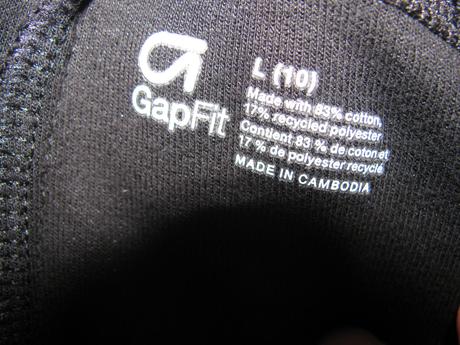 GapFit
L (10)
Made with 83% cotton,
17% recycled polyester
Contient 83 % de coton et
17 % de polyester recyclé
MADE IN CAMBODIA